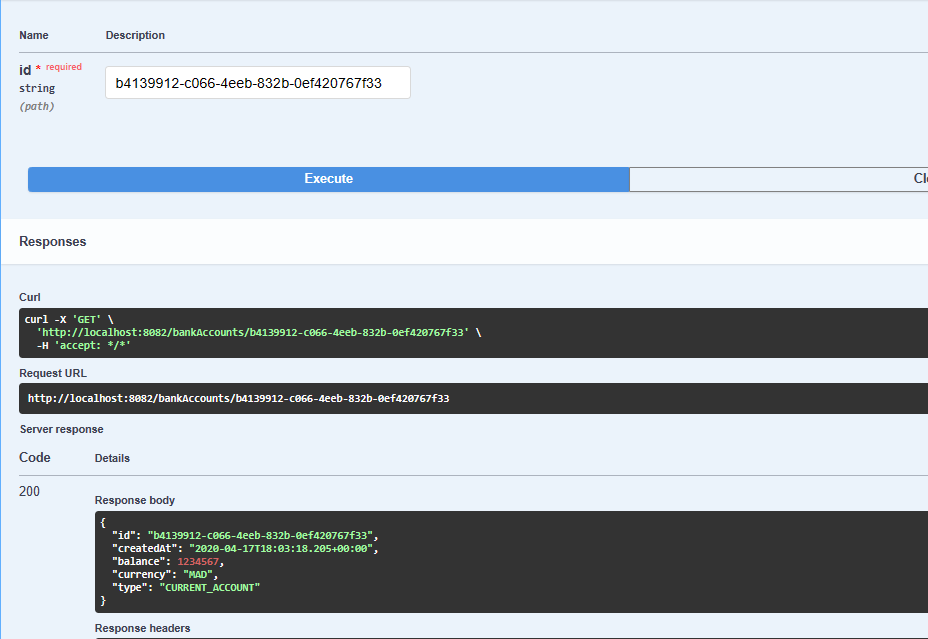 Name Description
id * required
string
(path)
b4139912-c066-4eeb-832b-0ef420767f33
Execute
Responses
Curl
curl -X 'GET' \
'http://localhost:8082/bankAccounts/b4139912-c066-4eeb-832b-0ef420767f33' \
-H 'accept: */*'
Request URL
http://localhost:8082/bankAccounts/b4139912-c066-4eeb-832b-0ef420767f33
Server response
Code Details
200
Response body
{
"id": "b4139912-c066-4eeb-832b-0ef420767f33",
"createdAt": "2020-04-17T18:03:18.205+00:00",
"balance": 1234567,
"currency": "MAD",
"type": "CURRENT_ACCOUNT"
}
Response headers